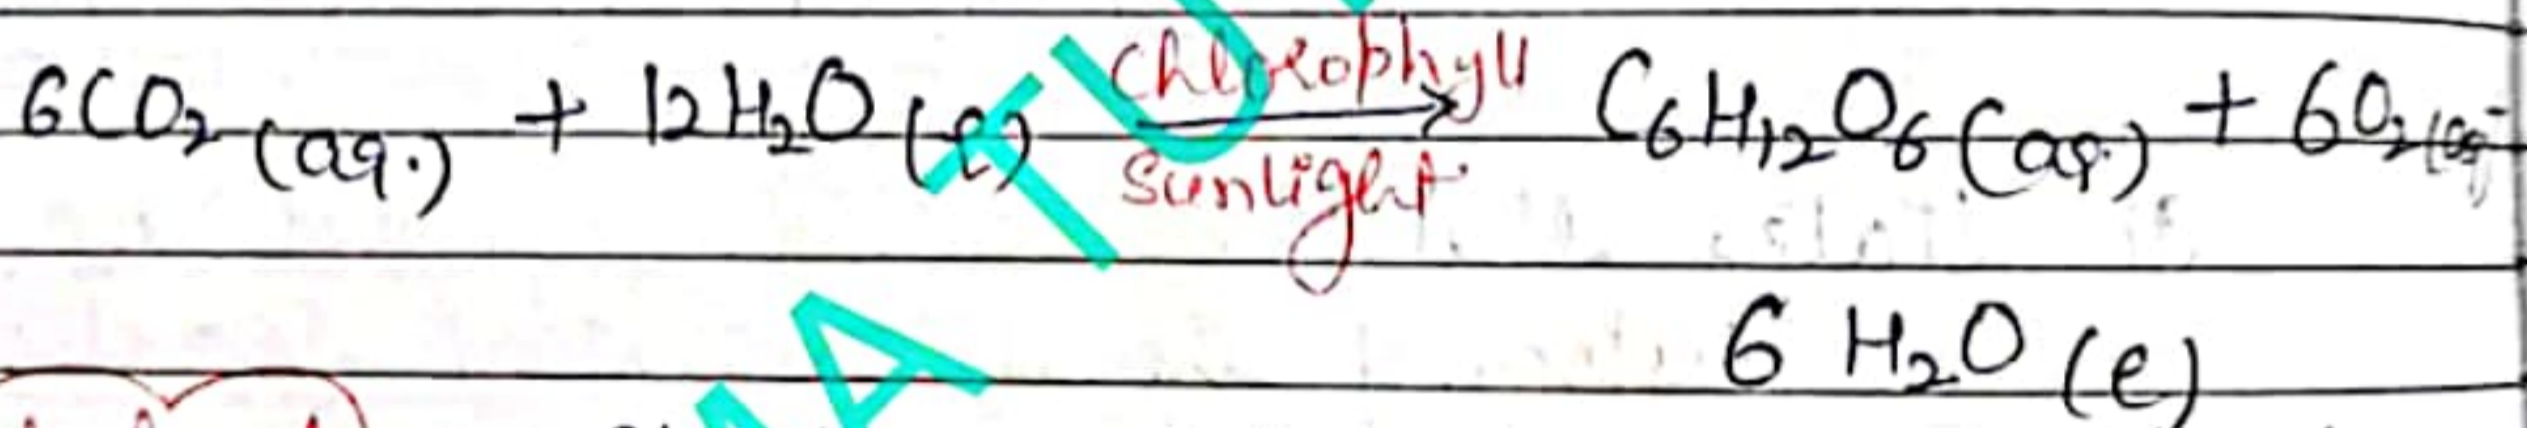 6CO₂ (aq.) + 12H₂O (l) Chlorophyll → Sunlight C₆H₁₂O₆ (aq.) + 6O₂
6 H₂O (l)